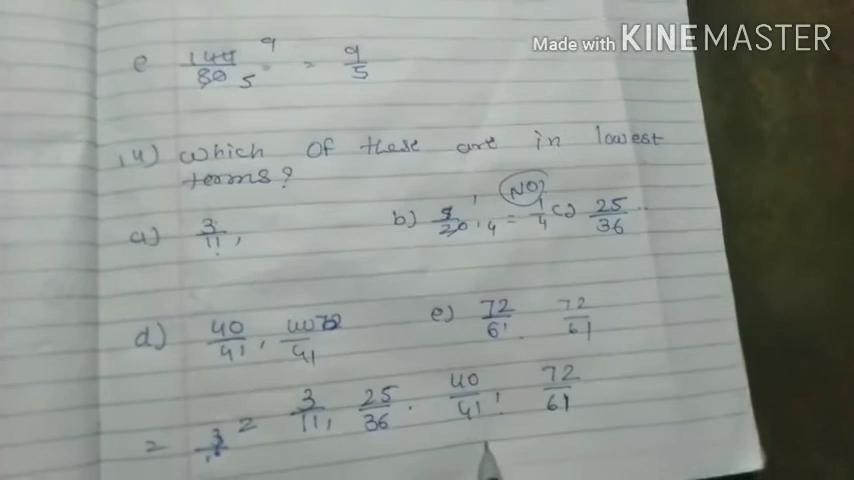 Made with KINEMASTER
e 144/80 9 5 = 9/5
14) Which Of these are in lowest
terms?
a) 3/11, b) 5/20 1 4 = 1/4 NO c) 25/36
d) 40/41, e) 72/61 72/61
= 3/11, 25/36 . 40/41, 72/61